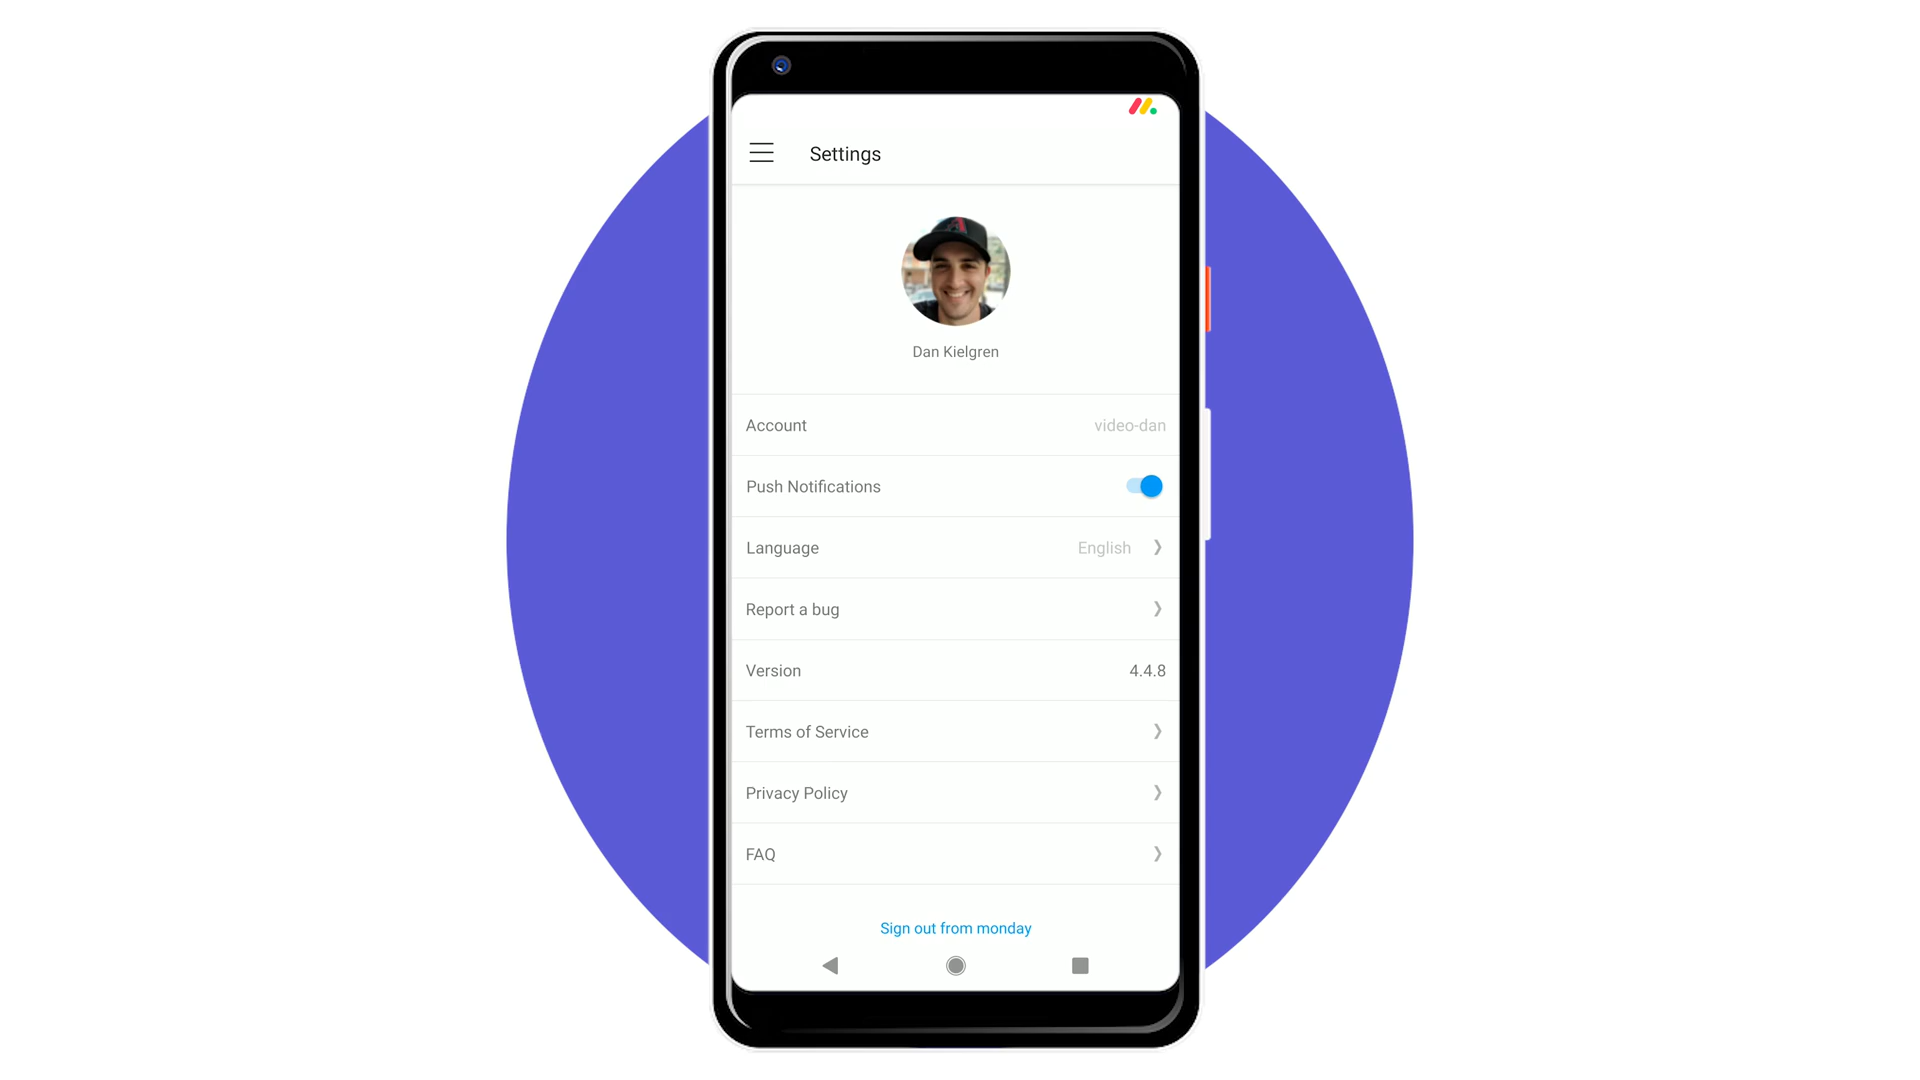 Settings
Dan Kielgren
Account video-dan
Push Notifications
Language English
Report a bug
Version 4.4.8
Terms of Service
Privacy Policy
FAQ
Sign out from monday